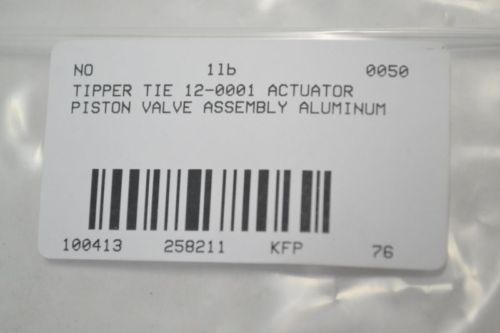 NO 1lb 0050
TIPPER TIE 12-0001 ACTUATOR
PISTON VALVE ASSEMBLY ALUMINUM
100413 258211 KFP 76